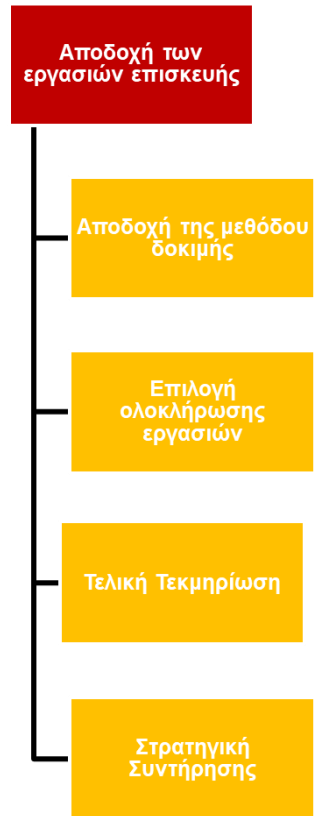 Αποδοχή των
εργασιών επισκευής
Αποδοχή της μεθόδου
δοκιμής
Επιλογή
ολοκλήρωσης
εργασιών
Τελική Τεκμηρίωση
Στρατηγική
Συντήρησης